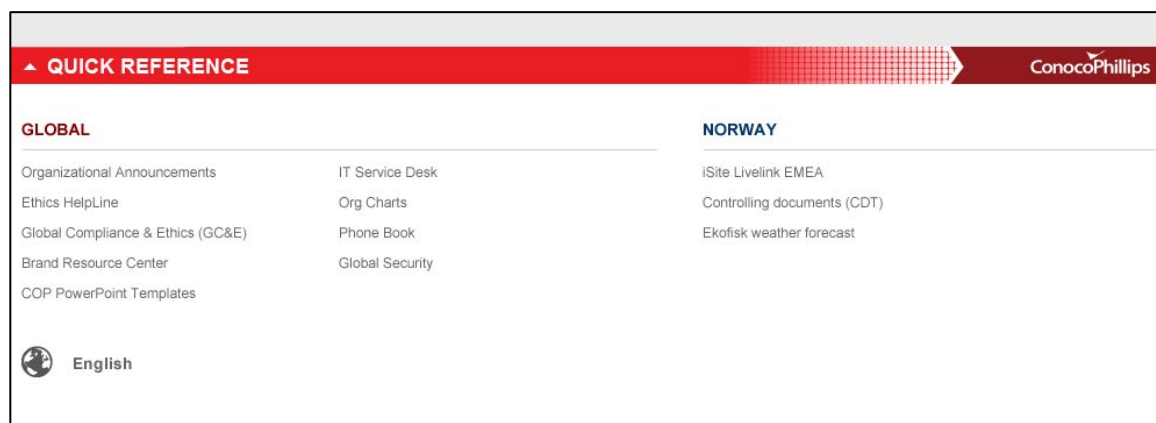 QUICK REFERENCE
ConocoPhillips
GLOBAL
Organizational Announcements
Ethics HelpLine
Global Compliance & Ethics (GC&E)
Brand Resource Center
COP PowerPoint Templates
IT Service Desk
Org Charts
Phone Book
Global Security
NORWAY
iSite Livelink EMEA
Controlling documents (CDT)
Ekofisk weather forecast
English